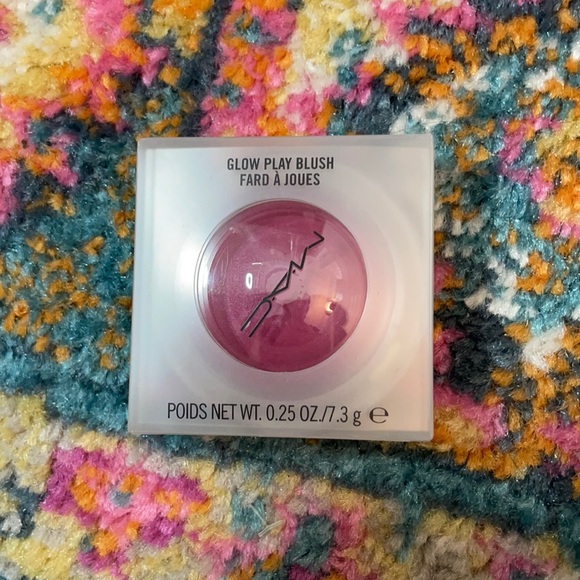 GLOW PLAY BLUSH
FARD À JOUES
M·A·C
POIDS NET WT. 0.25 OZ./7.3 g ℮